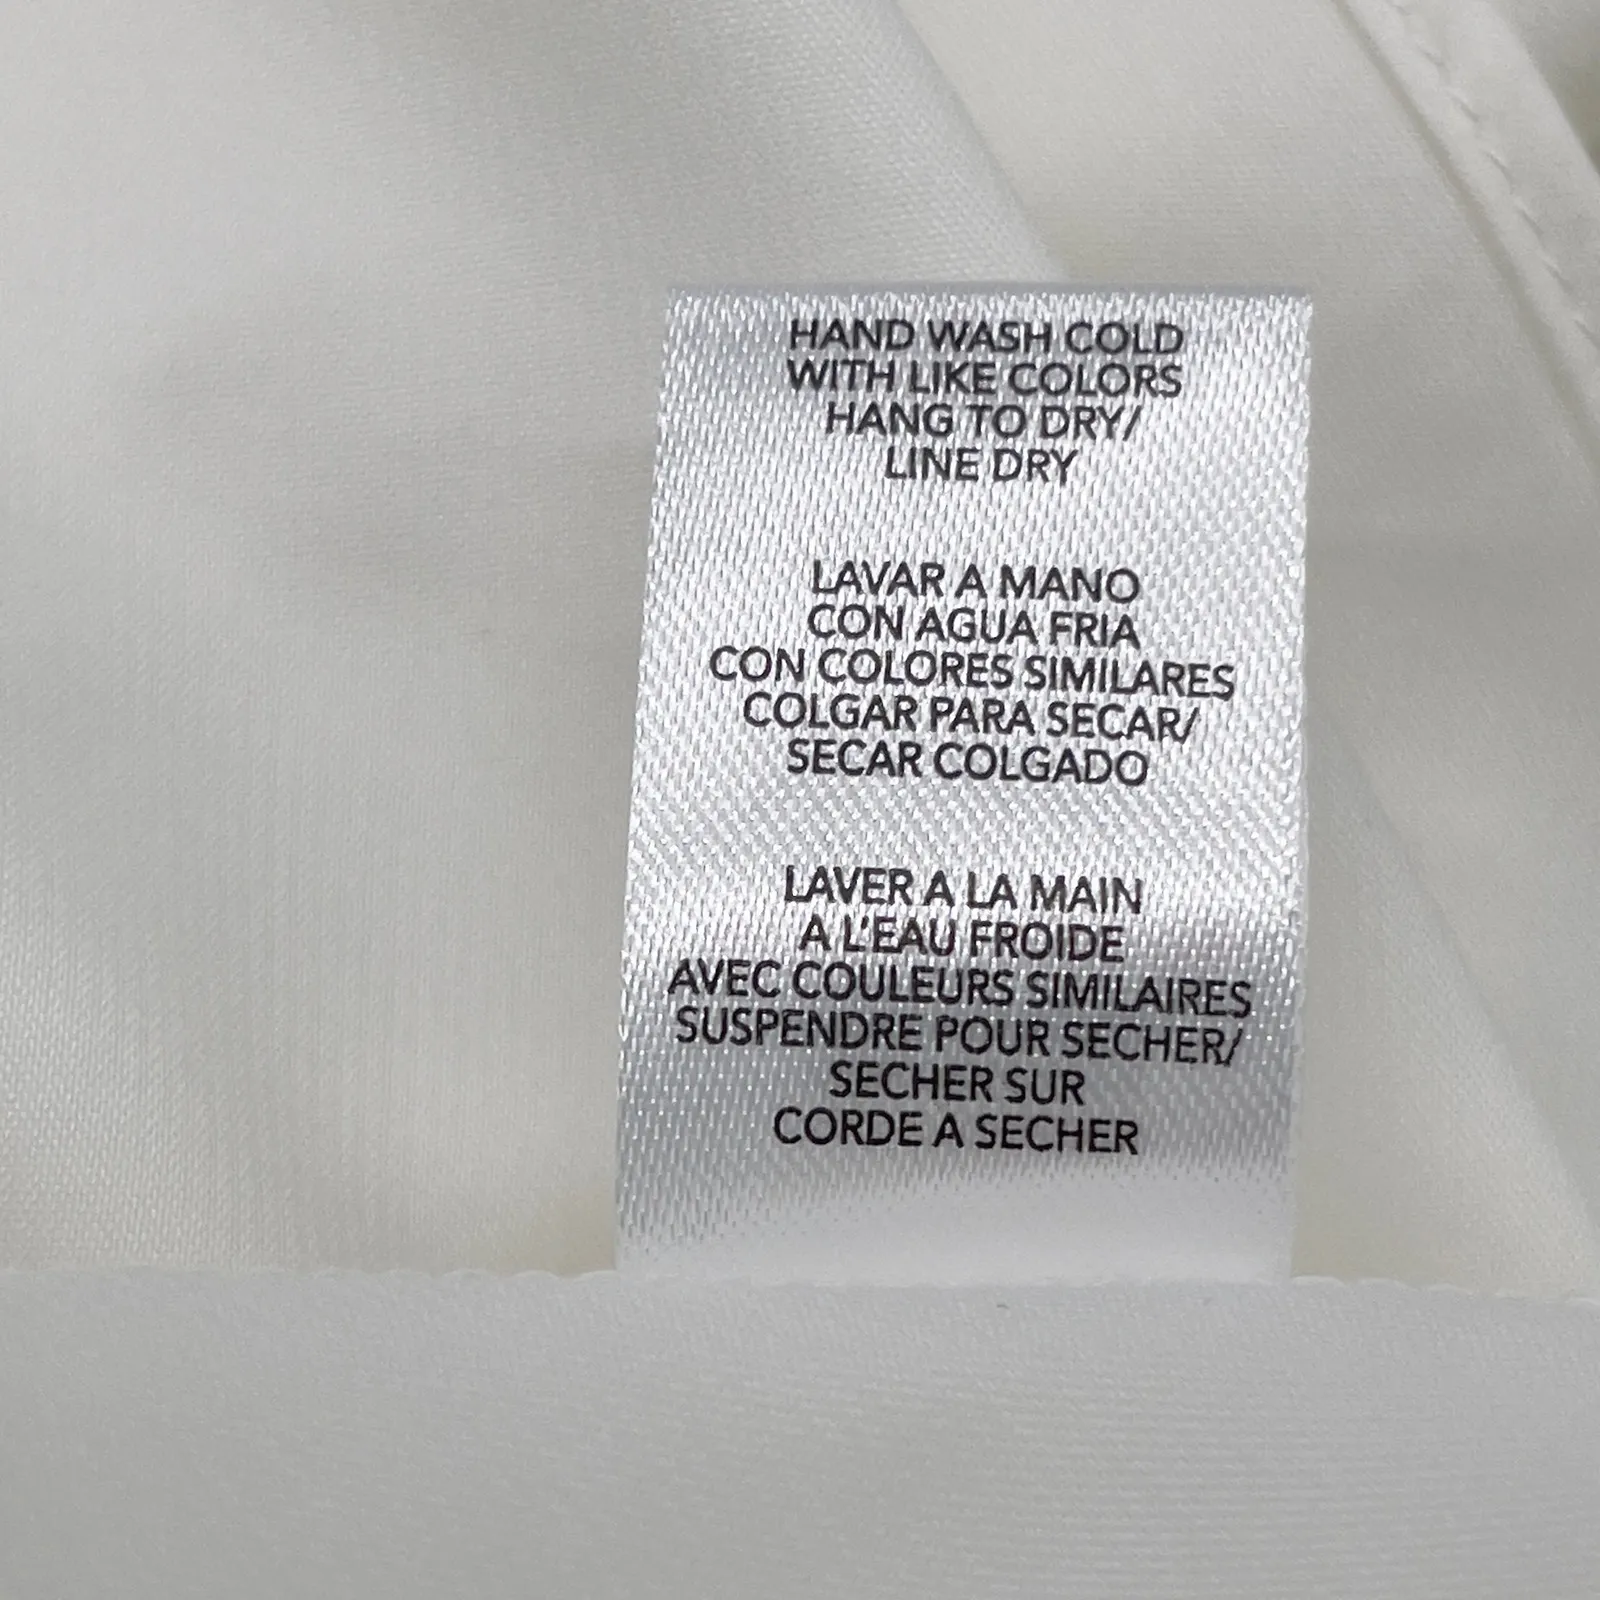 HAND WASH COLD
WITH LIKE COLORS
HANG TO DRY/
LINE DRY
LAVAR A MANO
CON AGUA FRIA
CON COLORES SIMILARES
COLGAR PARA SECAR/
SECAR COLGADO
LAVER A LA MAIN
A L'EAU FROIDE
AVEC COULEURS SIMILAIRES
SUSPENDRE POUR SECHER/
SECHER SUR
CORDE A SECHER